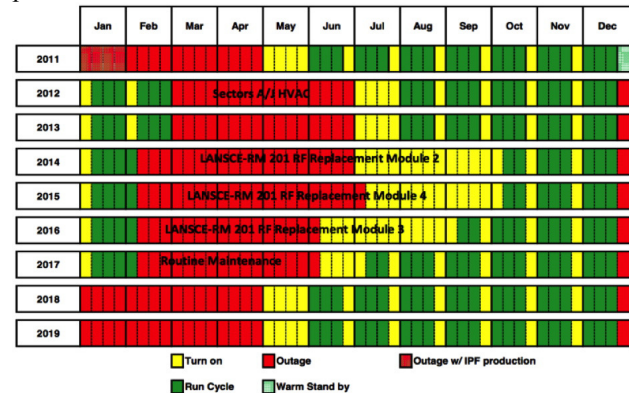 Jan Feb Mar Apr May Jun Jul Aug Sep Oct Nov Dec
2011
2012 Sectors A/J HVAC
2013
2014 LANSCE-RM 201 RF Replacement Module 2
2015 LANSCE-RM 201 RF Replacement Module 4
2016 LANSCE-RM 201 RF Replacement Module 3
2017 Routine Maintenance
2018
2019
Turn on Outage Outage w/ IPF production
Run Cycle Warm Stand by